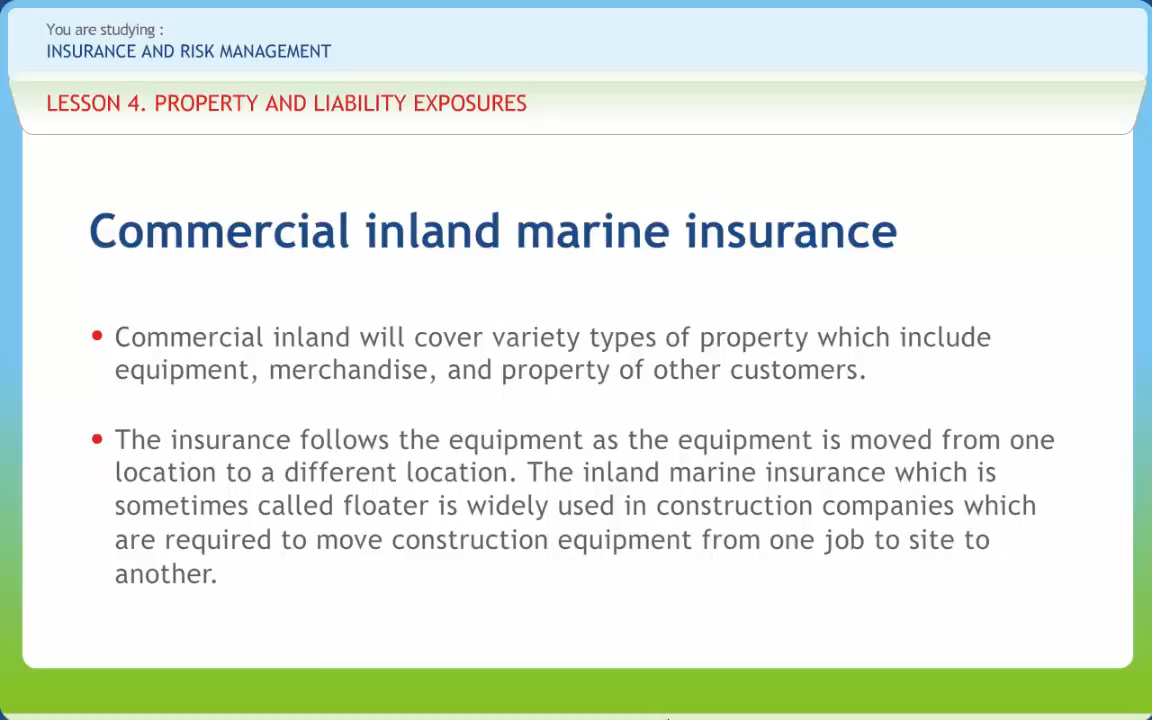 You are studying :
INSURANCE AND RISK MANAGEMENT
LESSON 4. PROPERTY AND LIABILITY EXPOSURES
Commercial inland marine insurance
• Commercial inland will cover variety types of property which include
equipment, merchandise, and property of other customers.
• The insurance follows the equipment as the equipment is moved from one
location to a different location. The inland marine insurance which is
sometimes called floater is widely used in construction companies which
are required to move construction equipment from one job to site to
another.